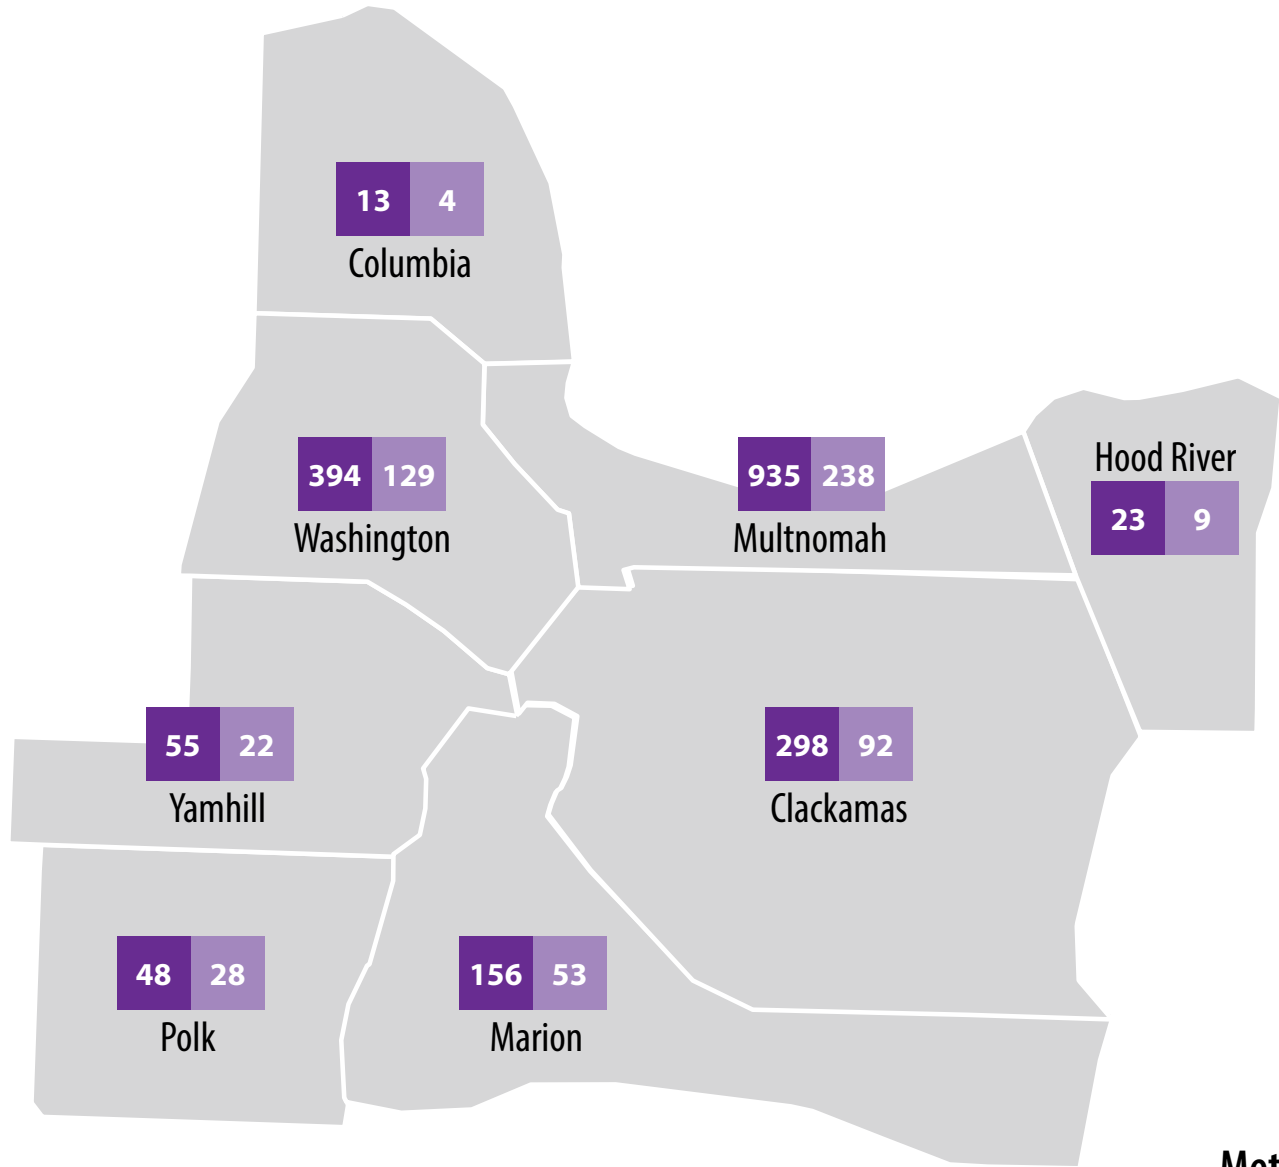 13 4
Columbia
394 129
Washington
935 238
Multnomah
Hood River
23 9
55 22
Yamhill
298 92
Clackamas
48 28
Polk
156 53
Marion
Met